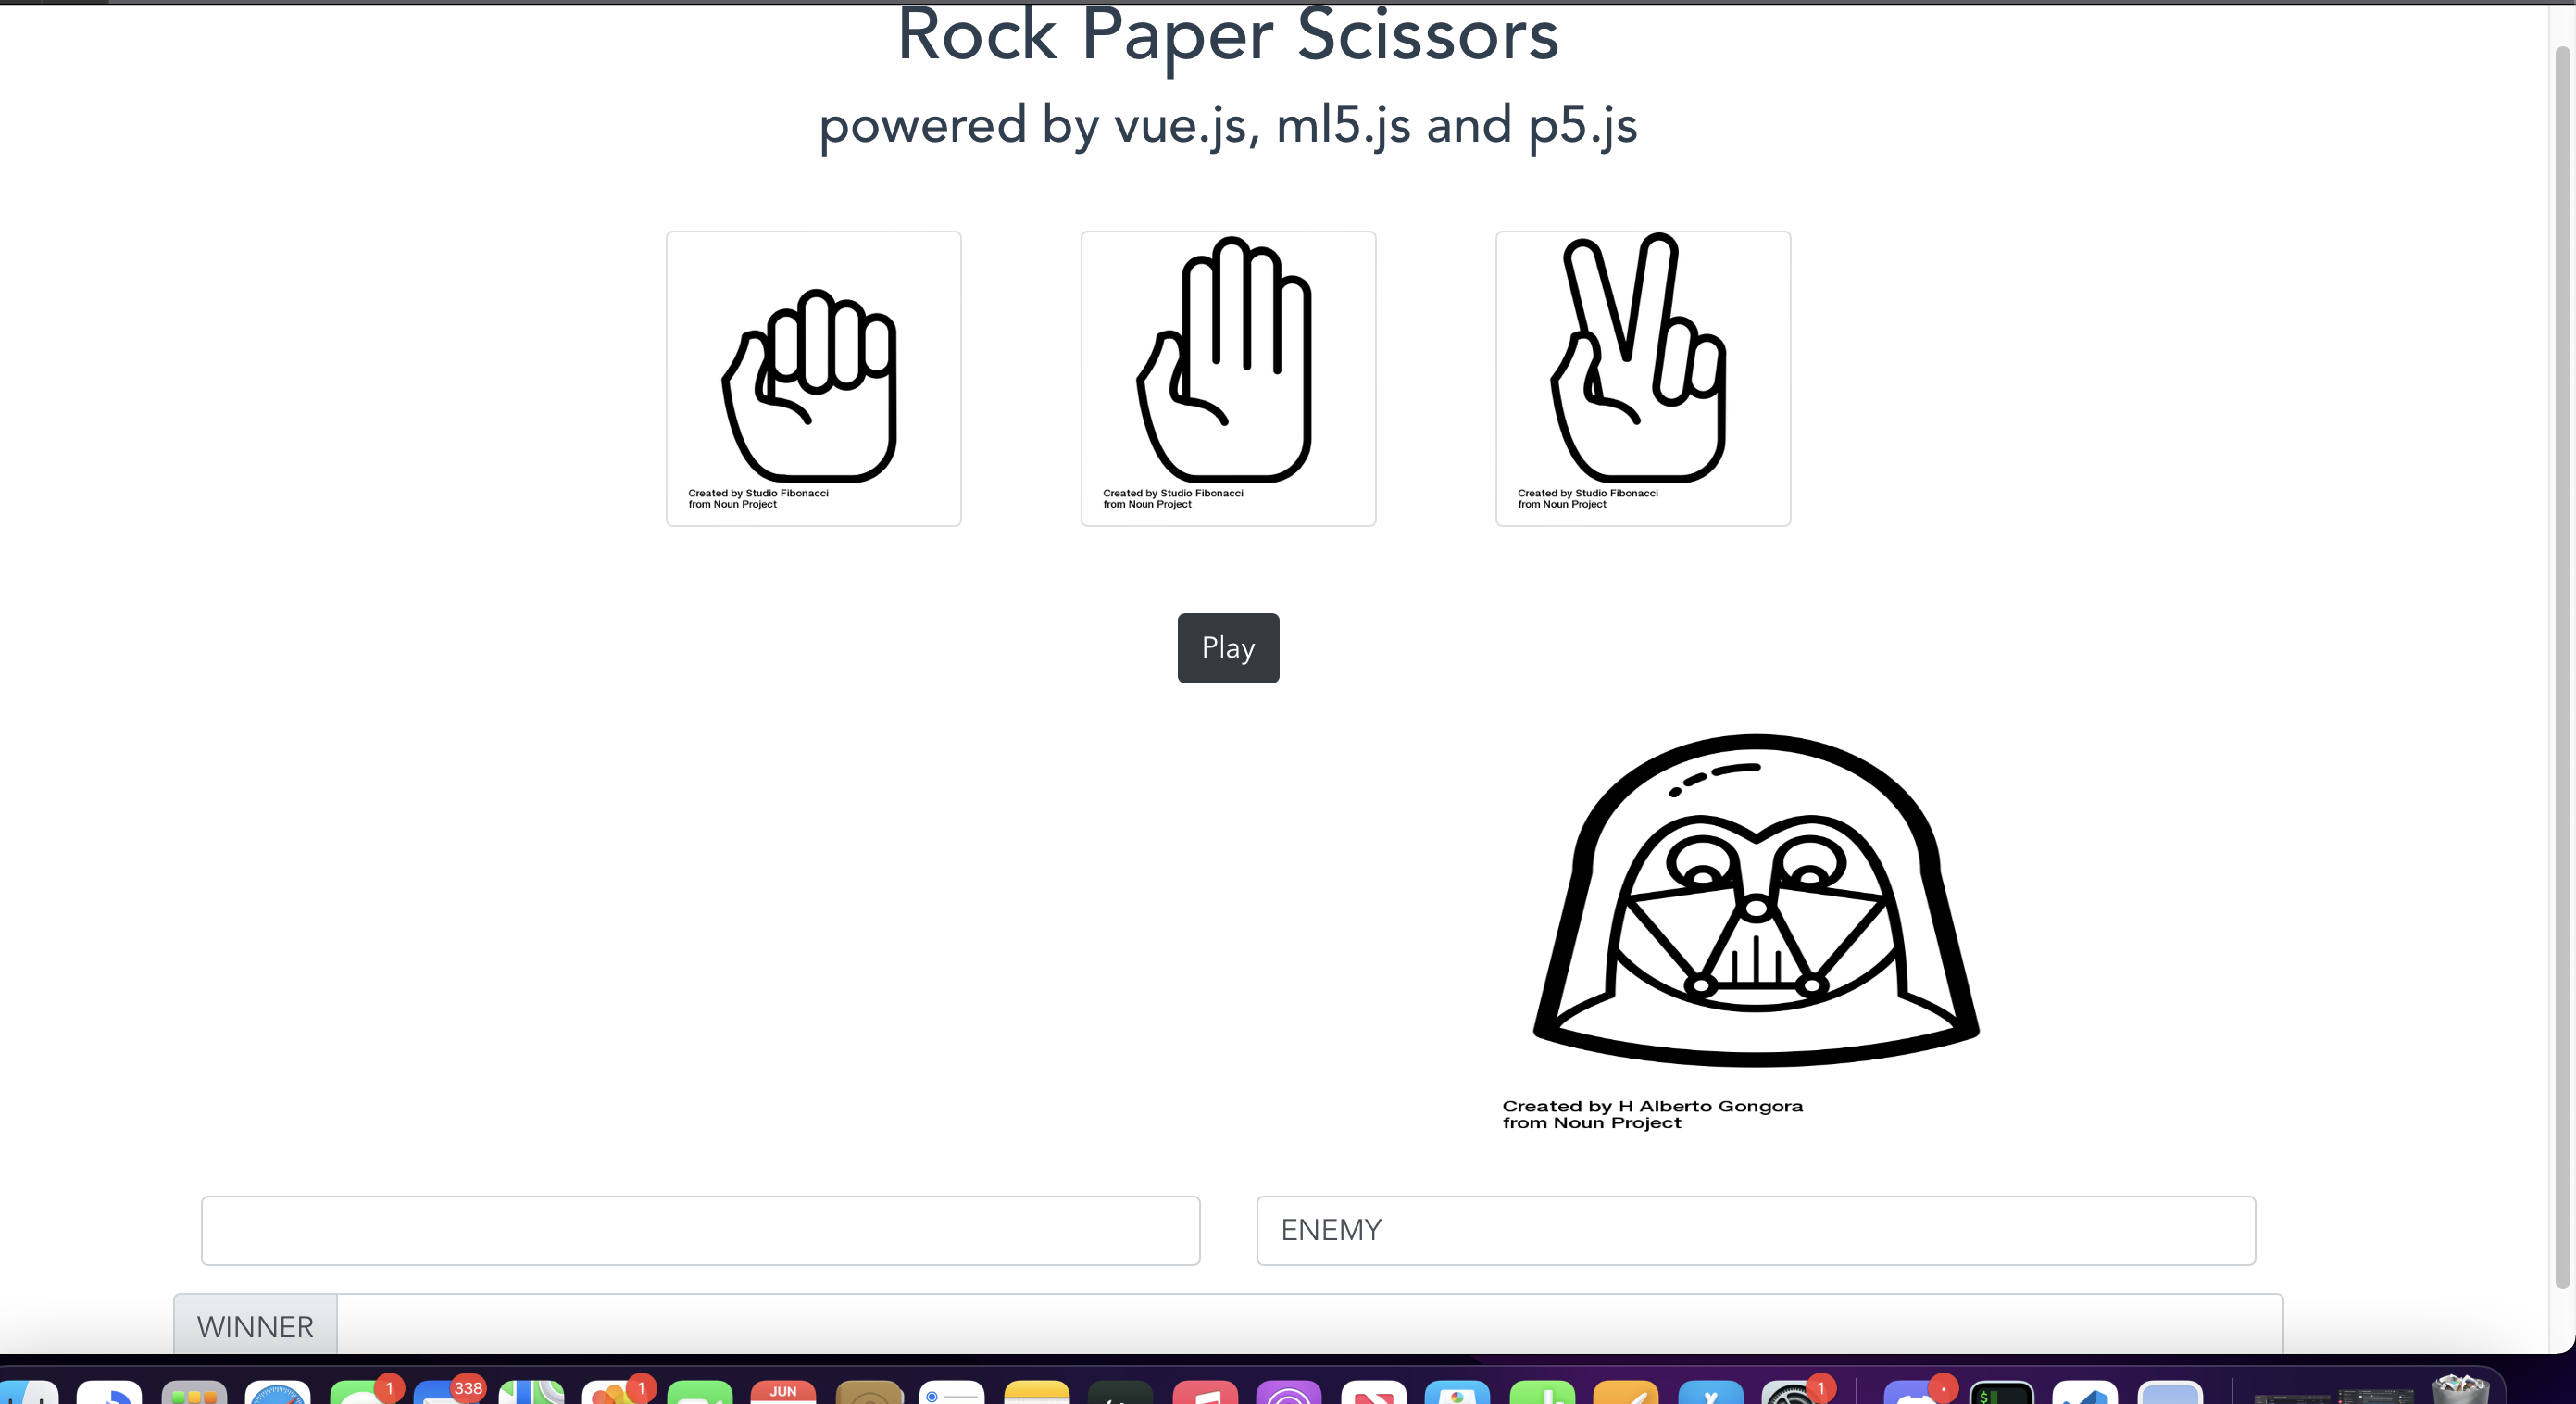 Rock Paper Scissors
powered by vue.js, ml5.js and p5.js
Created by Studio Fibonacci
from Noun Project
Created by Studio Fibonacci
from Noun Project
Created by Studio Fibonacci
from Noun Project
Play
Created by H Alberto Gongora
from Noun Project
ENEMY
WINNER
1
338
1
JUN
1
$